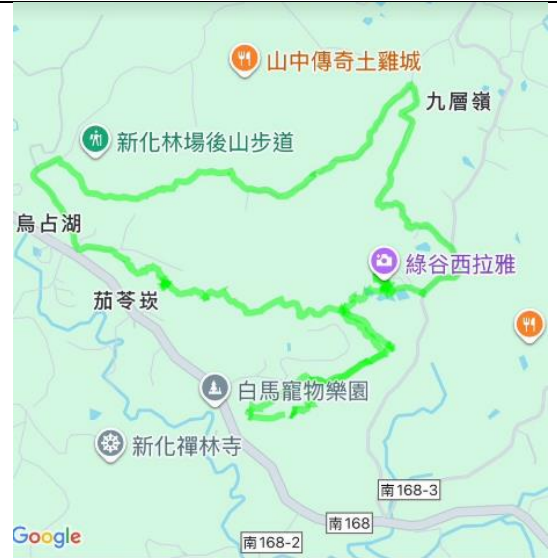 山中傳奇土雞城
九層嶺
新化林場後山步道
烏占湖
綠谷西拉雅
茄苳崁
白馬寵物樂園
新化禪林寺
南168-3
南168
南168-2
Google